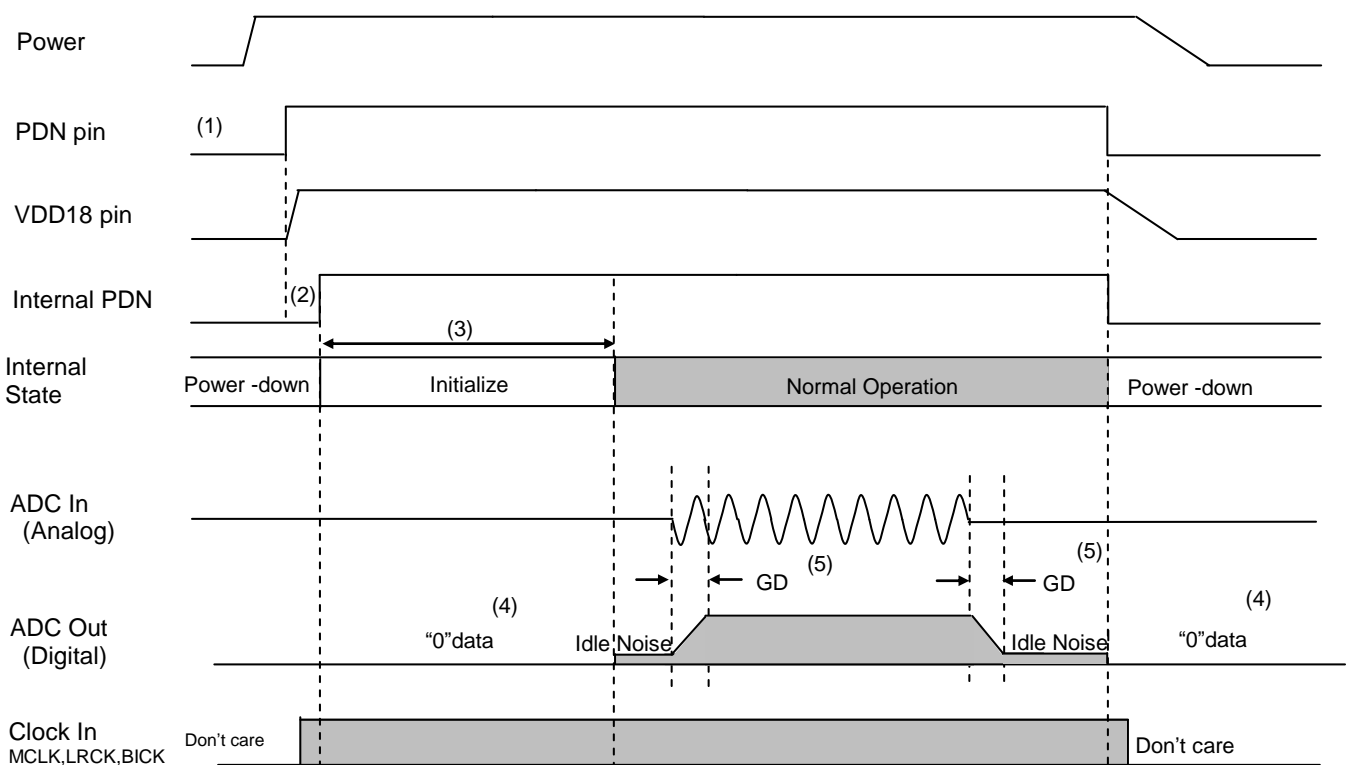 Power
PDN pin
(1)
VDD18 pin
Internal PDN
(2)
(3)
Internal
State
Power -down
Initialize
Normal Operation
Power -down
ADC In
(Analog)
(5)
GD
(5)
GD
ADC Out
(Digital)
(4)
“0”data
Idle Noise
Idle Noise
(4)
“0”data
Clock In
MCLK,LRCK,BICK
Don’t care
Don’t care